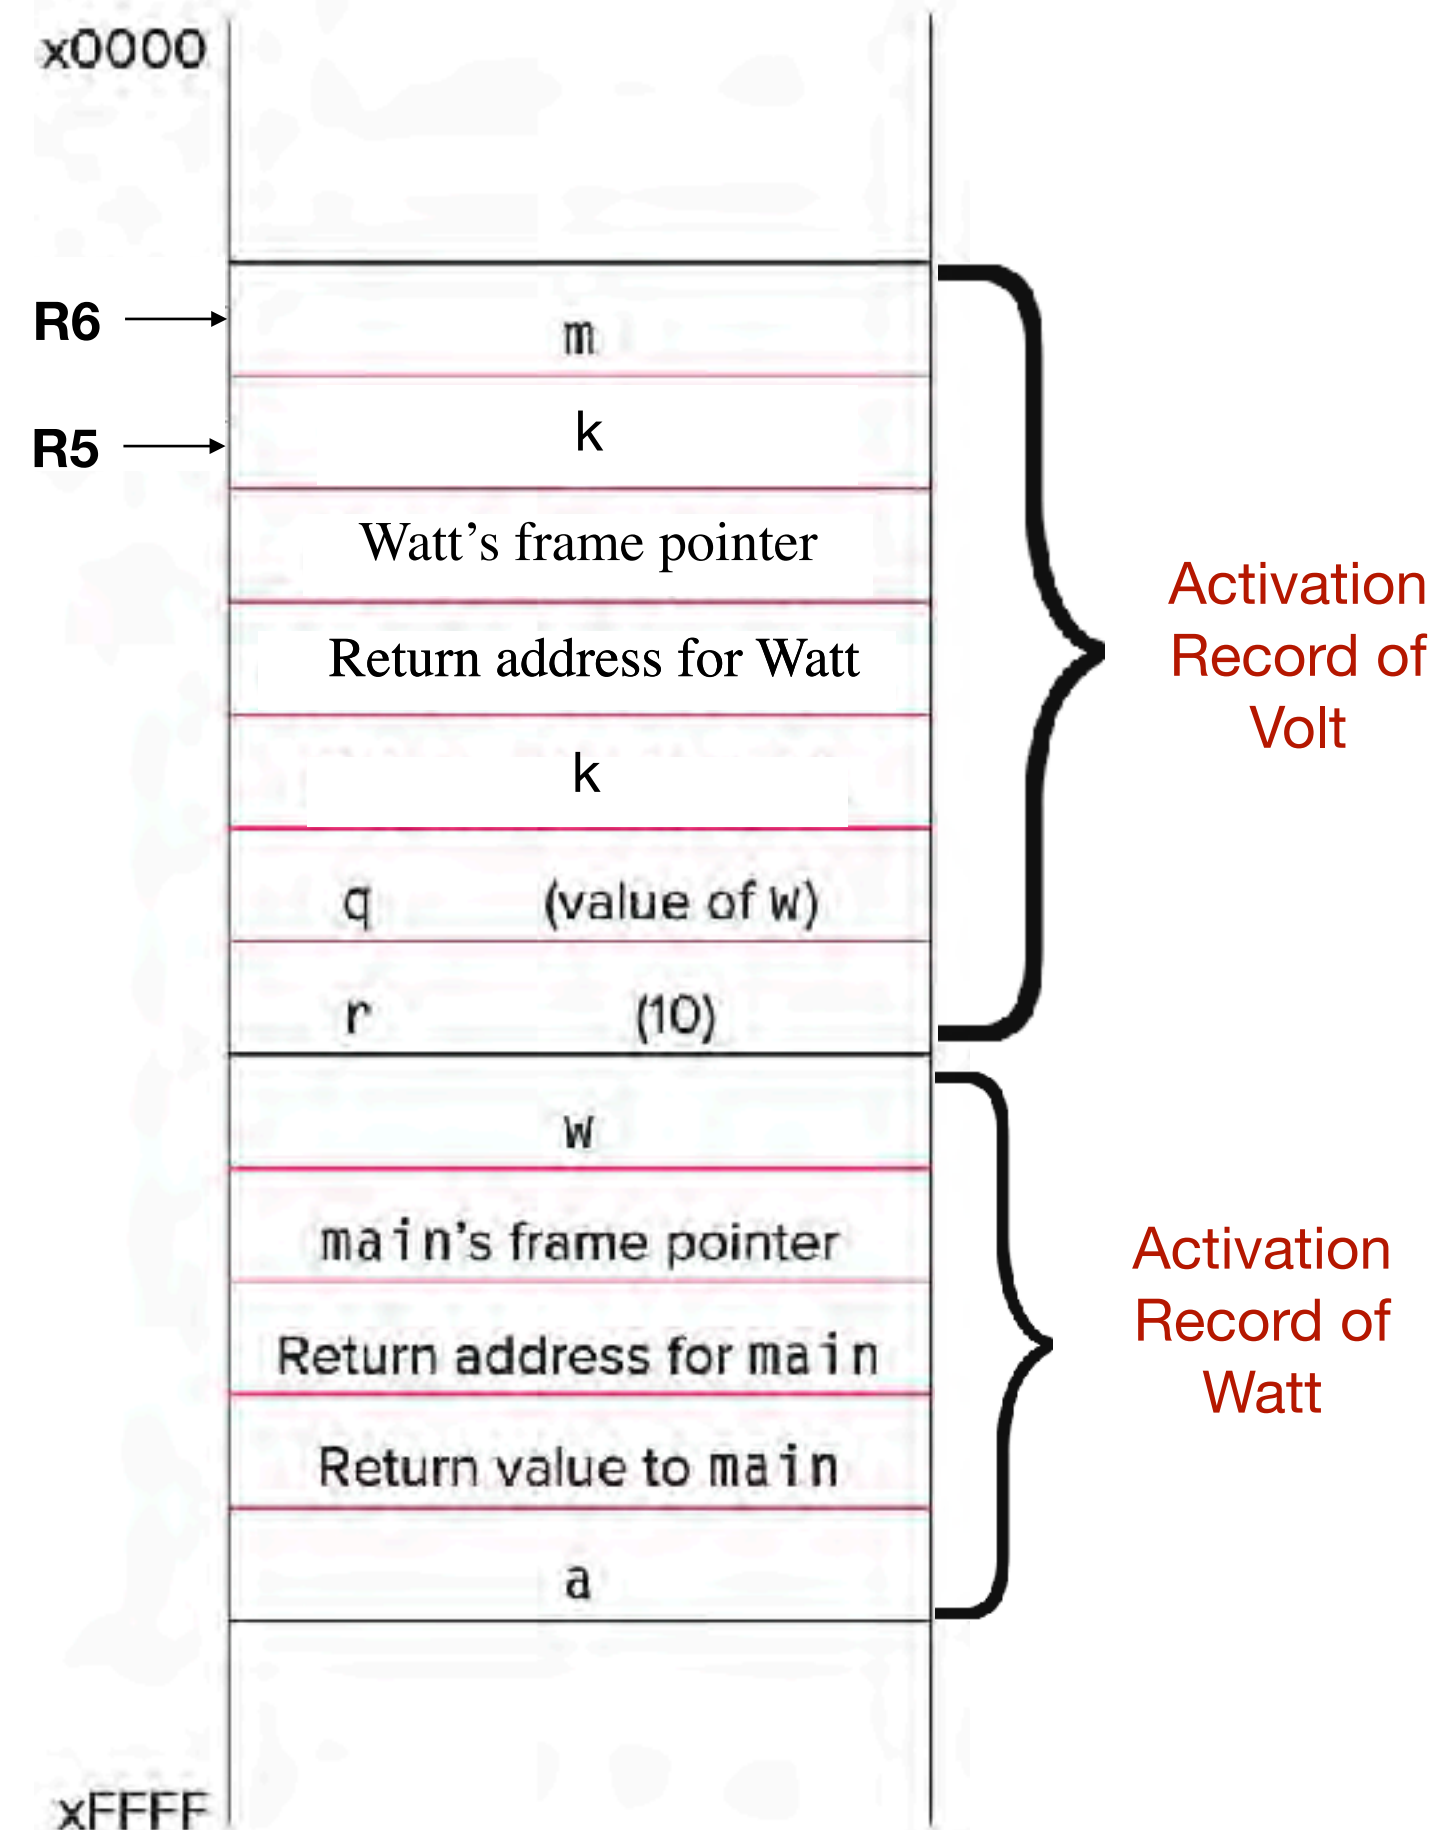 x0000
R6
m
R5
k
Watt’s frame pointer
Return address for Watt
k
q (value of w)
r (10)
Activation
Record of
Volt
w
main's frame pointer
Return address for main
Return value to main
a
Activation
Record of
Watt
xFFFF